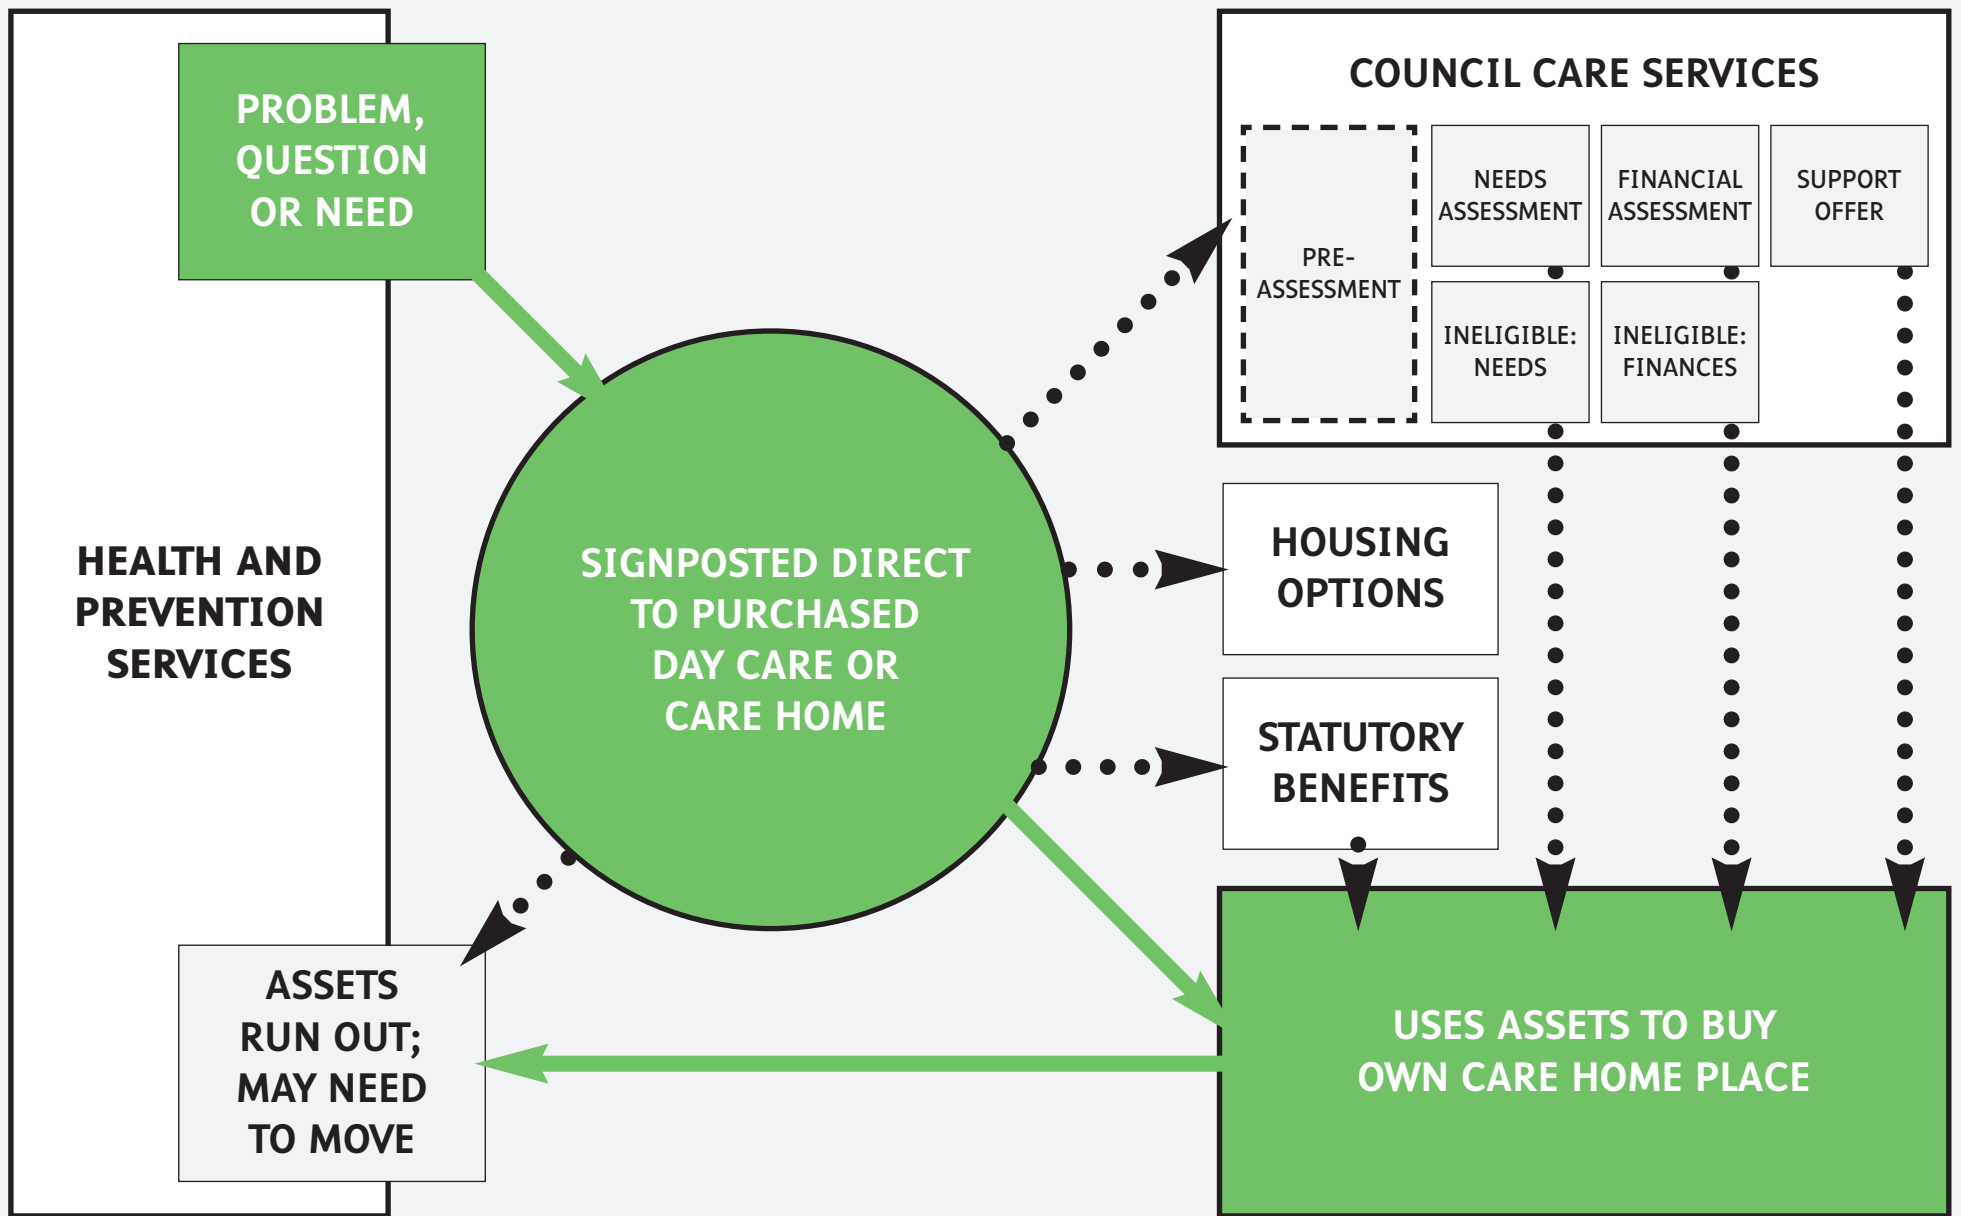 PROBLEM,
QUESTION
OR NEED
HEALTH AND
PREVENTION
SERVICES
ASSETS
RUN OUT;
MAY NEED
TO MOVE
SIGNPOSTED DIRECT
TO PURCHASED
DAY CARE OR
CARE HOME
COUNCIL CARE SERVICES
PRE-
ASSESSMENT
NEEDS
ASSESSMENT
FINANCIAL
ASSESSMENT
SUPPORT
OFFER
INELIGIBLE:
NEEDS
INELIGIBLE:
FINANCES
HOUSING
OPTIONS
STATUTORY
BENEFITS
USES ASSETS TO BUY
OWN CARE HOME PLACE